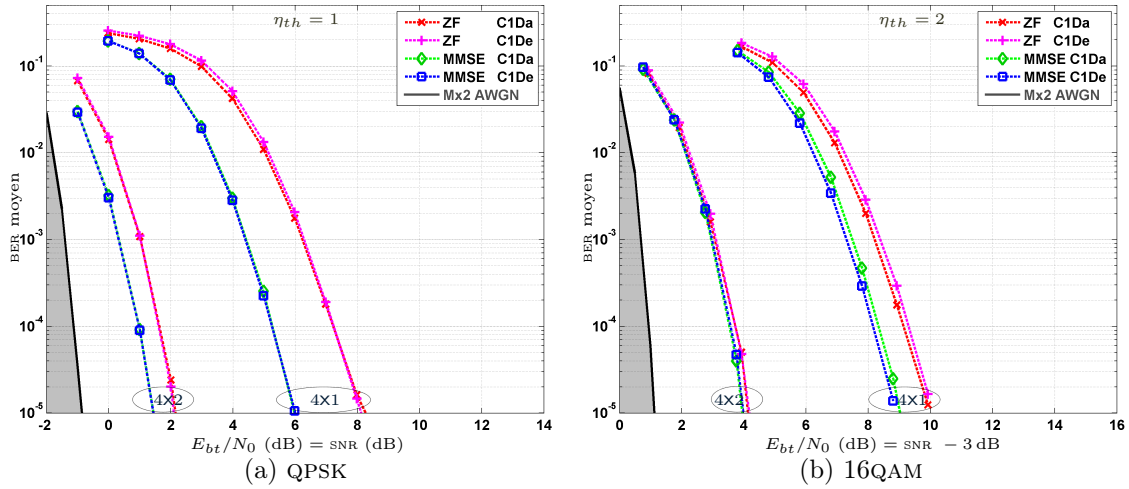 η_th = 1
ZF C1Da
ZF C1De
MMSE C1Da
MMSE C1De
Mx2 AWGN
10^-1
10^-2
10^-3
10^-4
10^-5
BER moyen
4x2
4x1
-2 0 2 4 6 8 10 12 14
E_bt/N_0 (dB) = SNR (dB)
(a) QPSK
η_th = 2
ZF C1Da
ZF C1De
MMSE C1Da
MMSE C1De
Mx2 AWGN
10^-1
10^-2
10^-3
10^-4
10^-5
BER moyen
4x2
4x1
0 2 4 6 8 10 12 14 16
E_bt/N_0 (dB) = SNR − 3 dB
(b) 16QAM